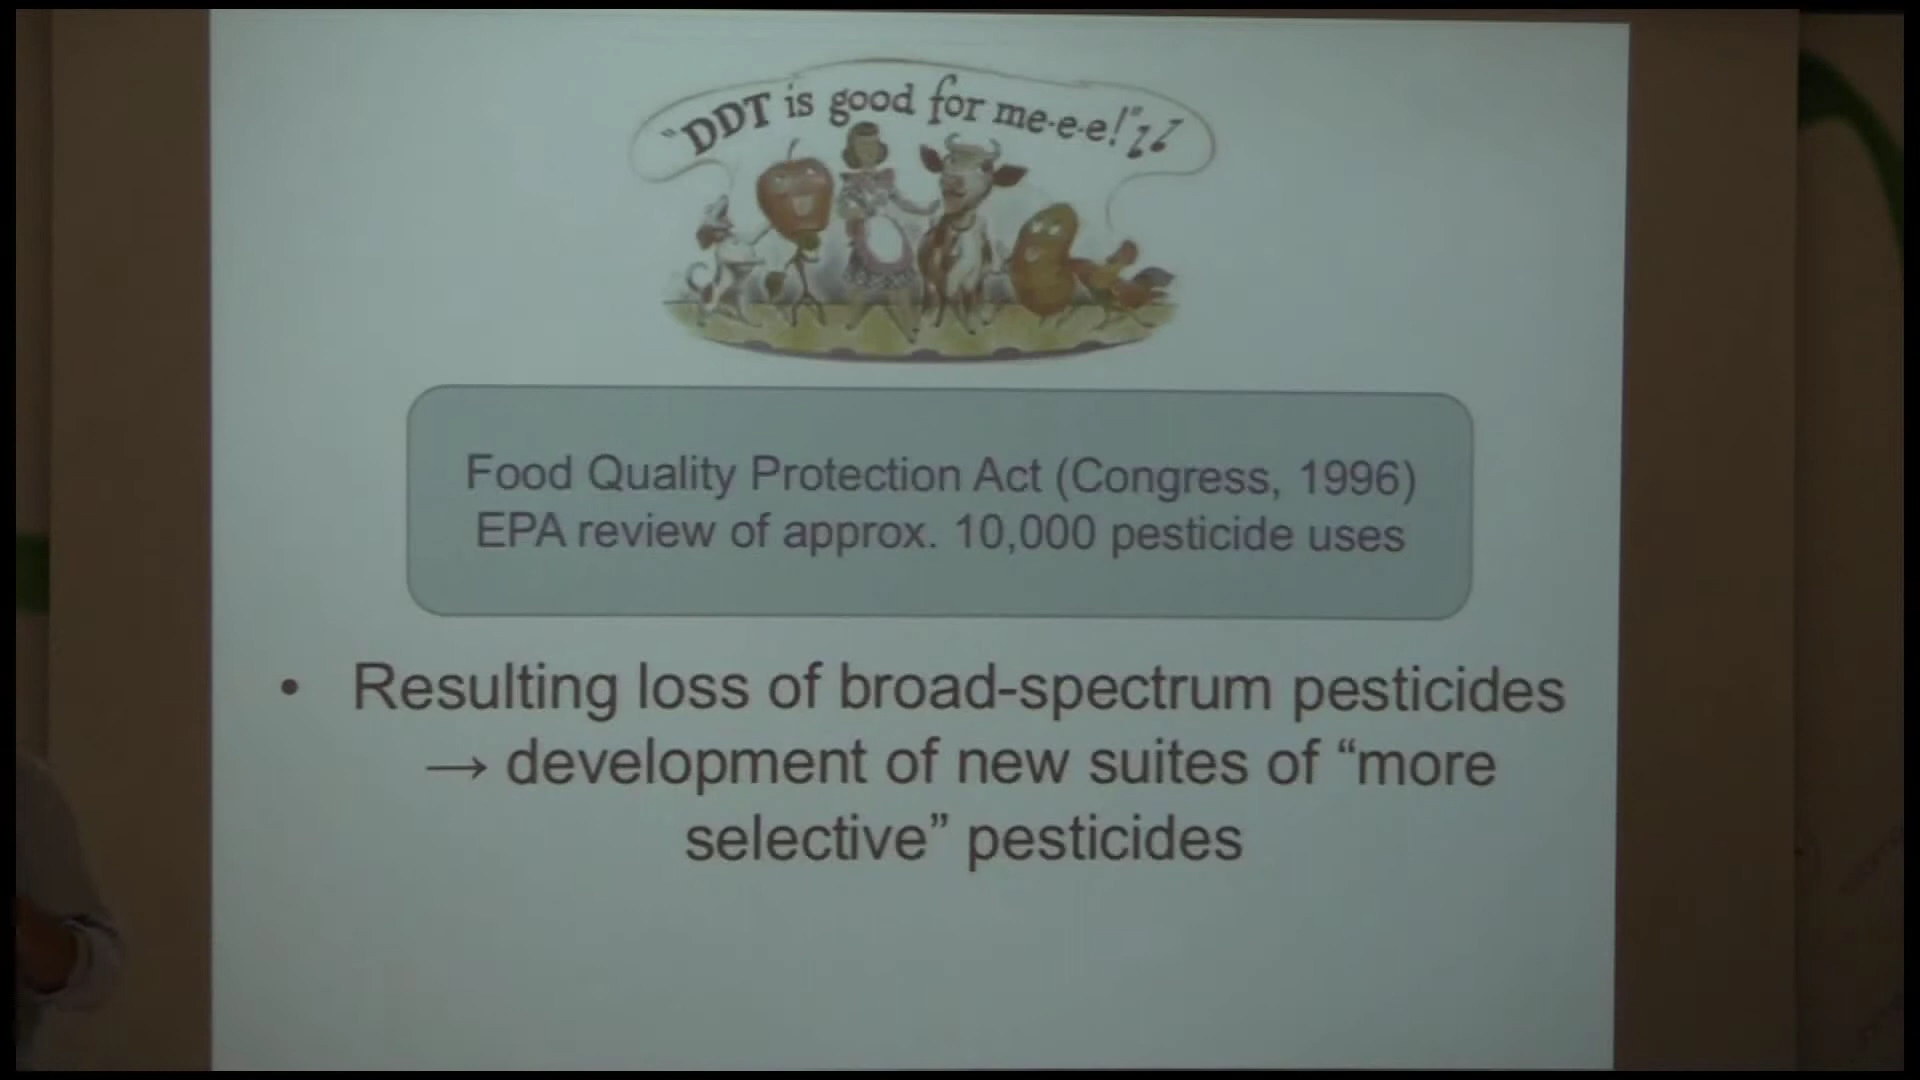 "DDT is good for me-e-e!"
Food Quality Protection Act (Congress, 1996)
EPA review of approx. 10,000 pesticide uses
• Resulting loss of broad-spectrum pesticides
→ development of new suites of “more
selective” pesticides